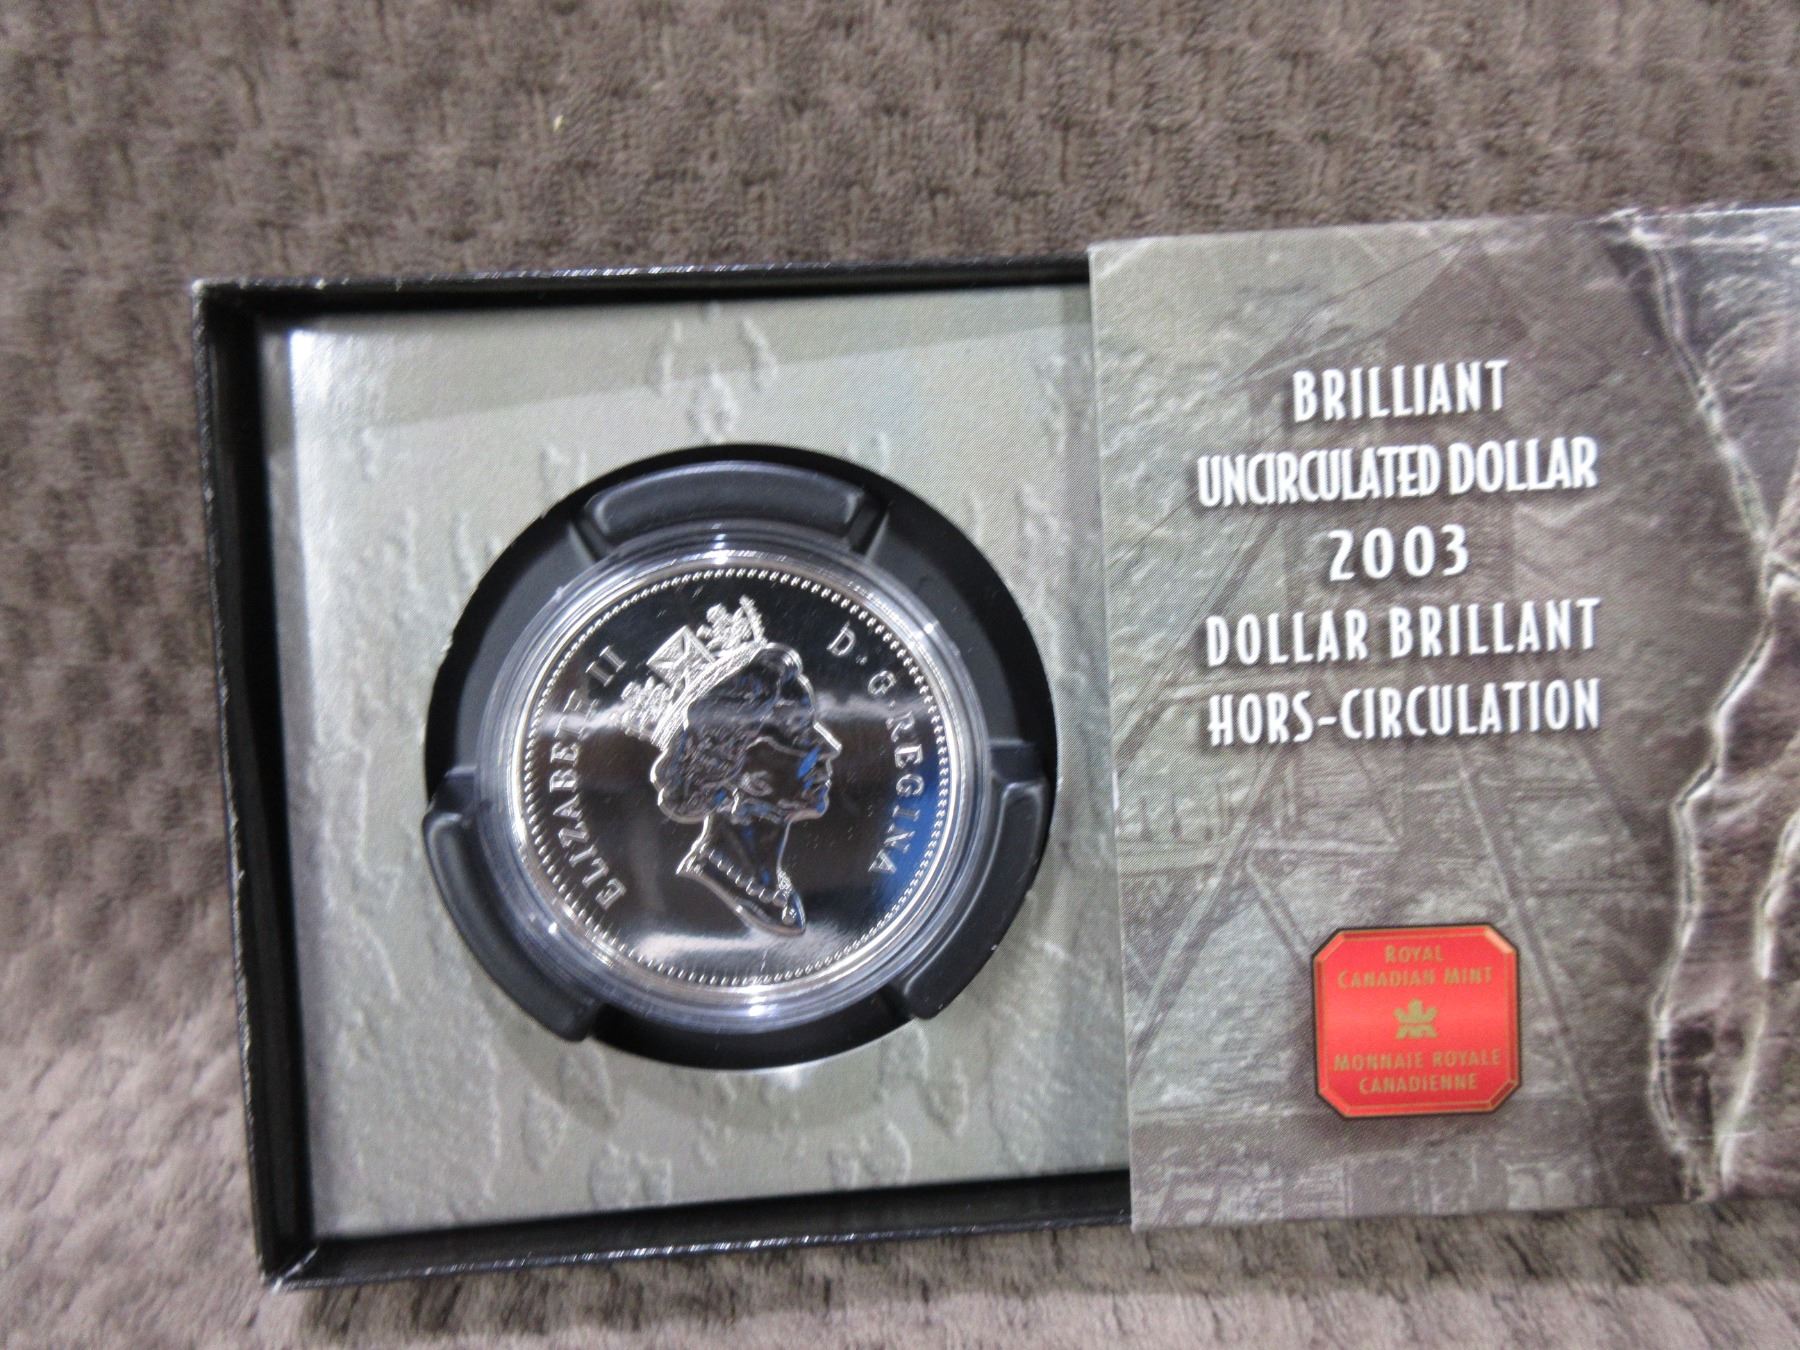 ELIZABETH II
D·G·REGINA
BRILLIANT
UNCIRCULATED DOLLAR
2003
DOLLAR BRILLANT
HORS-CIRCULATION
ROYAL
CANADIAN MINT
MONNAIE ROYALE
CANADIENNE